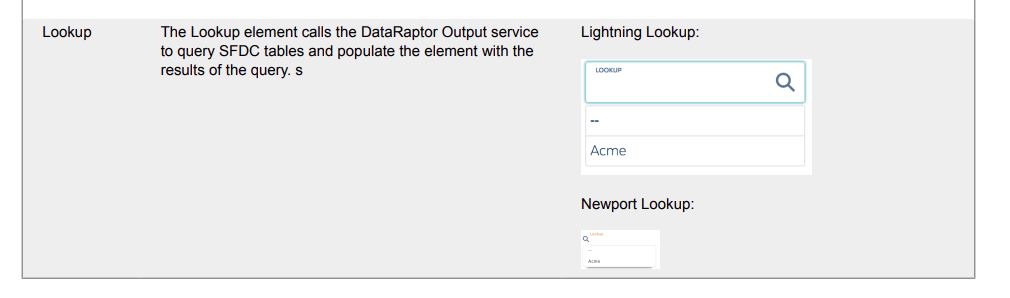 Lookup
The Lookup element calls the DataRaptor Output service
to query SFDC tables and populate the element with the
results of the query. s
Lightning Lookup:
LOOKUP
--
Acme
Newport Lookup:
Lookup
--
Acme